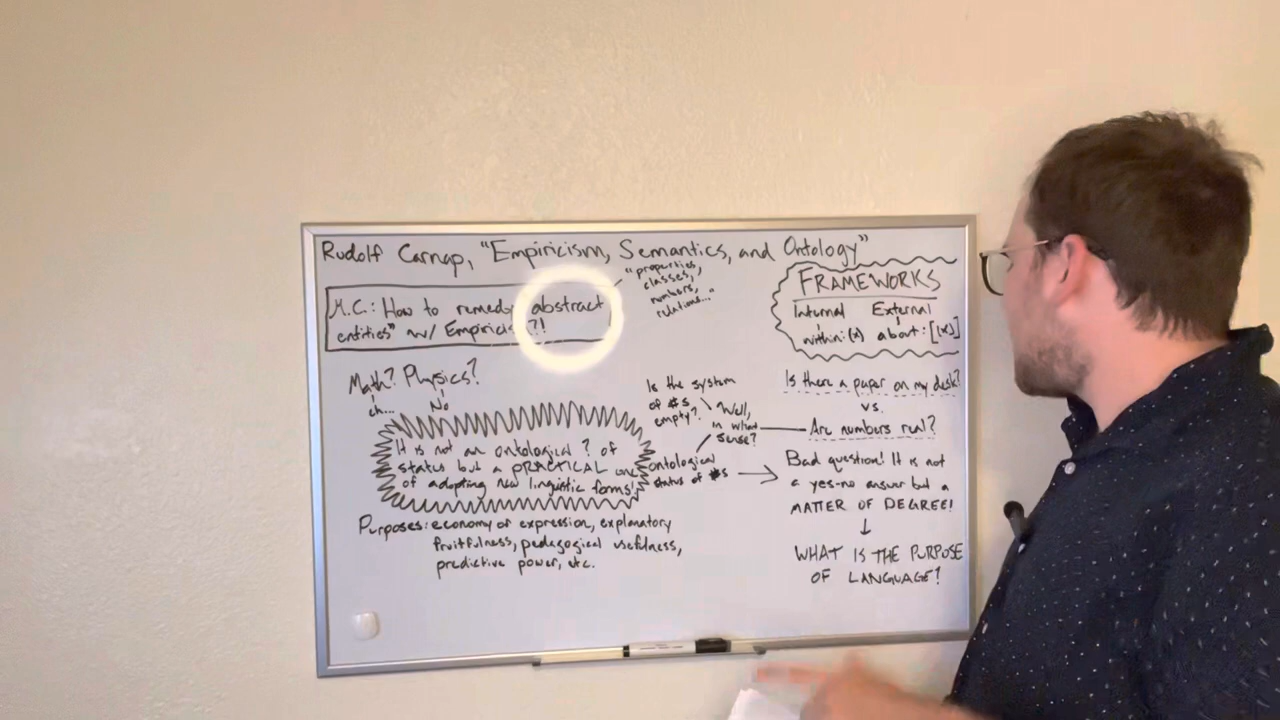 Rudolf Carnap, "Empiricism, Semantics, and Ontology"
"properties,
classes,
numbers,
relations..."
M.C.: How to remedy abstract
entities" w/ Empiricis ?!
Math? Physics?
eh... No
It is not an ontological ? of
status but a PRACTICAL one
of adopting new linguistic forms!
Purposes: economy of expression, explanatory
fruitfulness, pedagogical usefulness,
predictive power, etc.
Is the system
of #s
empty?
Well,
in what
sense?
ontological
status of #s
FRAMEWORKS
Internal External
within: (x) about: [(x)]
Is there a paper on my desk?
vs.
Are numbers real?
Bad question! It is not
a yes-no answer but a
MATTER OF DEGREE!
WHAT IS THE PURPOSE
OF LANGUAGE?